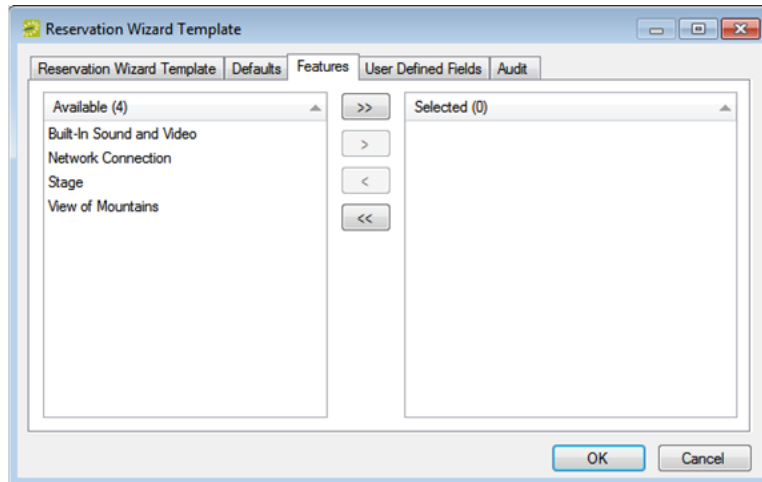 Reservation Wizard Template
Reservation Wizard Template Defaults Features User Defined Fields Audit
Available (4) >> Selected (0)
Built-In Sound and Video
>
Network Connection
Stage <
View of Mountains
<<
OK Cancel